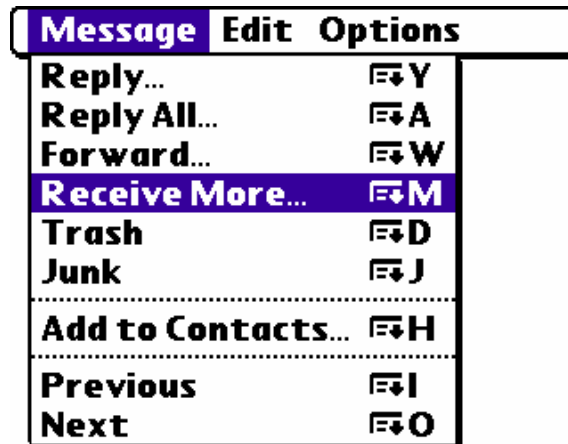 Message Edit Options
Reply... Y
Reply All... A
Forward... W
Receive More... M
Trash D
Junk J
Add to Contacts... H
Previous I
Next O